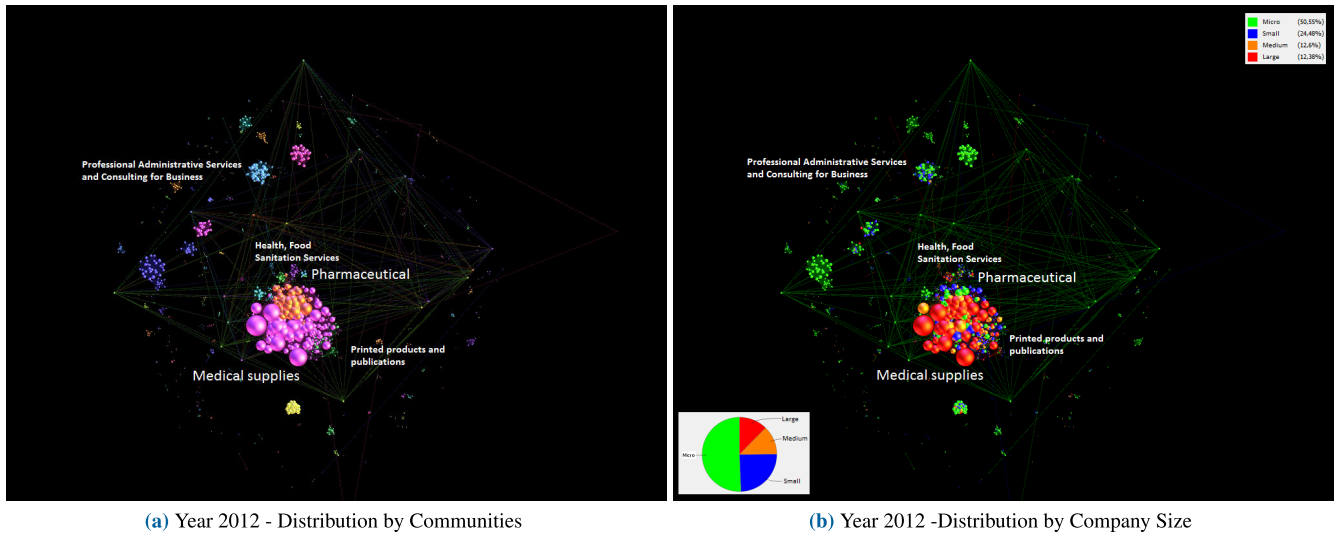 Professional Administrative Services
and Consulting for Business
Health, Food
Sanitation Services
Pharmaceutical
Printed products and
publications
Medical supplies
(a) Year 2012 - Distribution by Communities
Micro (50,55%)
Small (24,48%)
Medium (12,6%)
Large (12,38%)
Professional Administrative Services
and Consulting for Business
Health, Food
Sanitation Services
Pharmaceutical
Printed products and
publications
Medical supplies
Large
Medium
Micro
Small
(b) Year 2012 -Distribution by Company Size